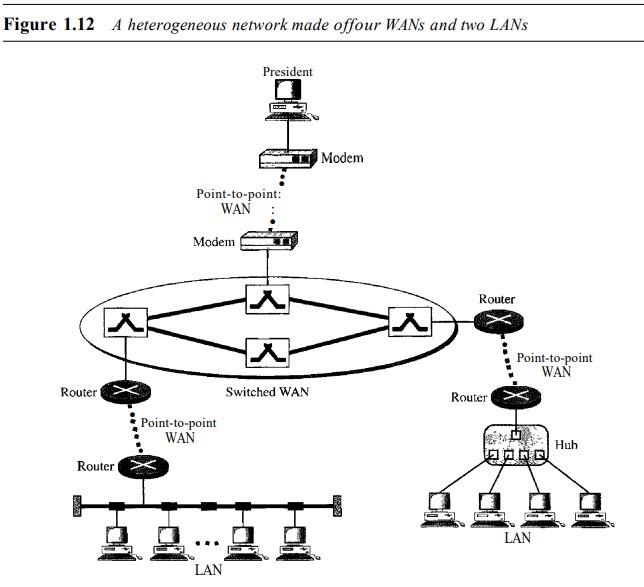 Figure 1.12 A heterogeneous network made offour WANs and two LANs
President
Modem
Point-to-point
WAN
Modem
Router
Point-to-point
WAN
Router
Switched WAN
Router
Point-to-point
WAN
Hub
Router
LAN
LAN